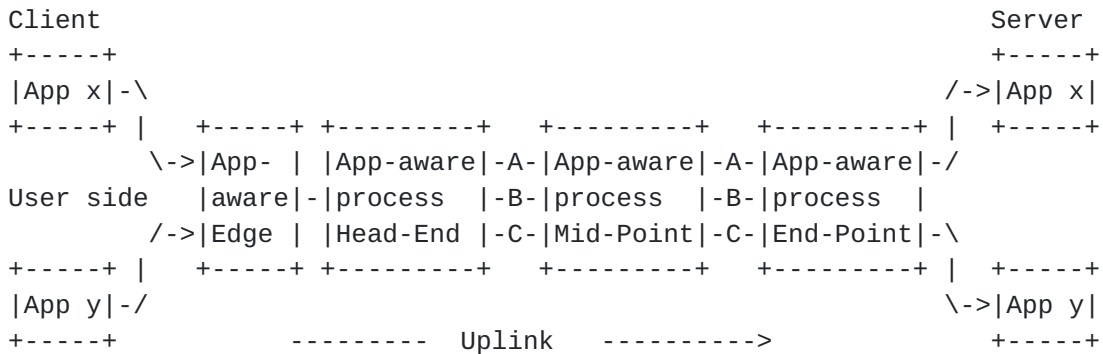 Client                                                     Server
+-----+                                                    +-----+
|App x|-\                                               /->|App x|
+-----+ |   +-----+ +---------+   +---------+   +---------+ |  +-----+
         \->|App- | |App-aware|-A-|App-aware|-A-|App-aware|-/
User side   |aware|-|process  |-B-|process  |-B-|process  |
         /->|Edge | |Head-End |-C-|Mid-Point|-C-|End-Point|-\
+-----+ |   +-----+ +---------+   +---------+   +---------+ |  +-----+
|App y|-/                                               \->|App y|
+-----+           ---------  Uplink   ---------->            +-----+